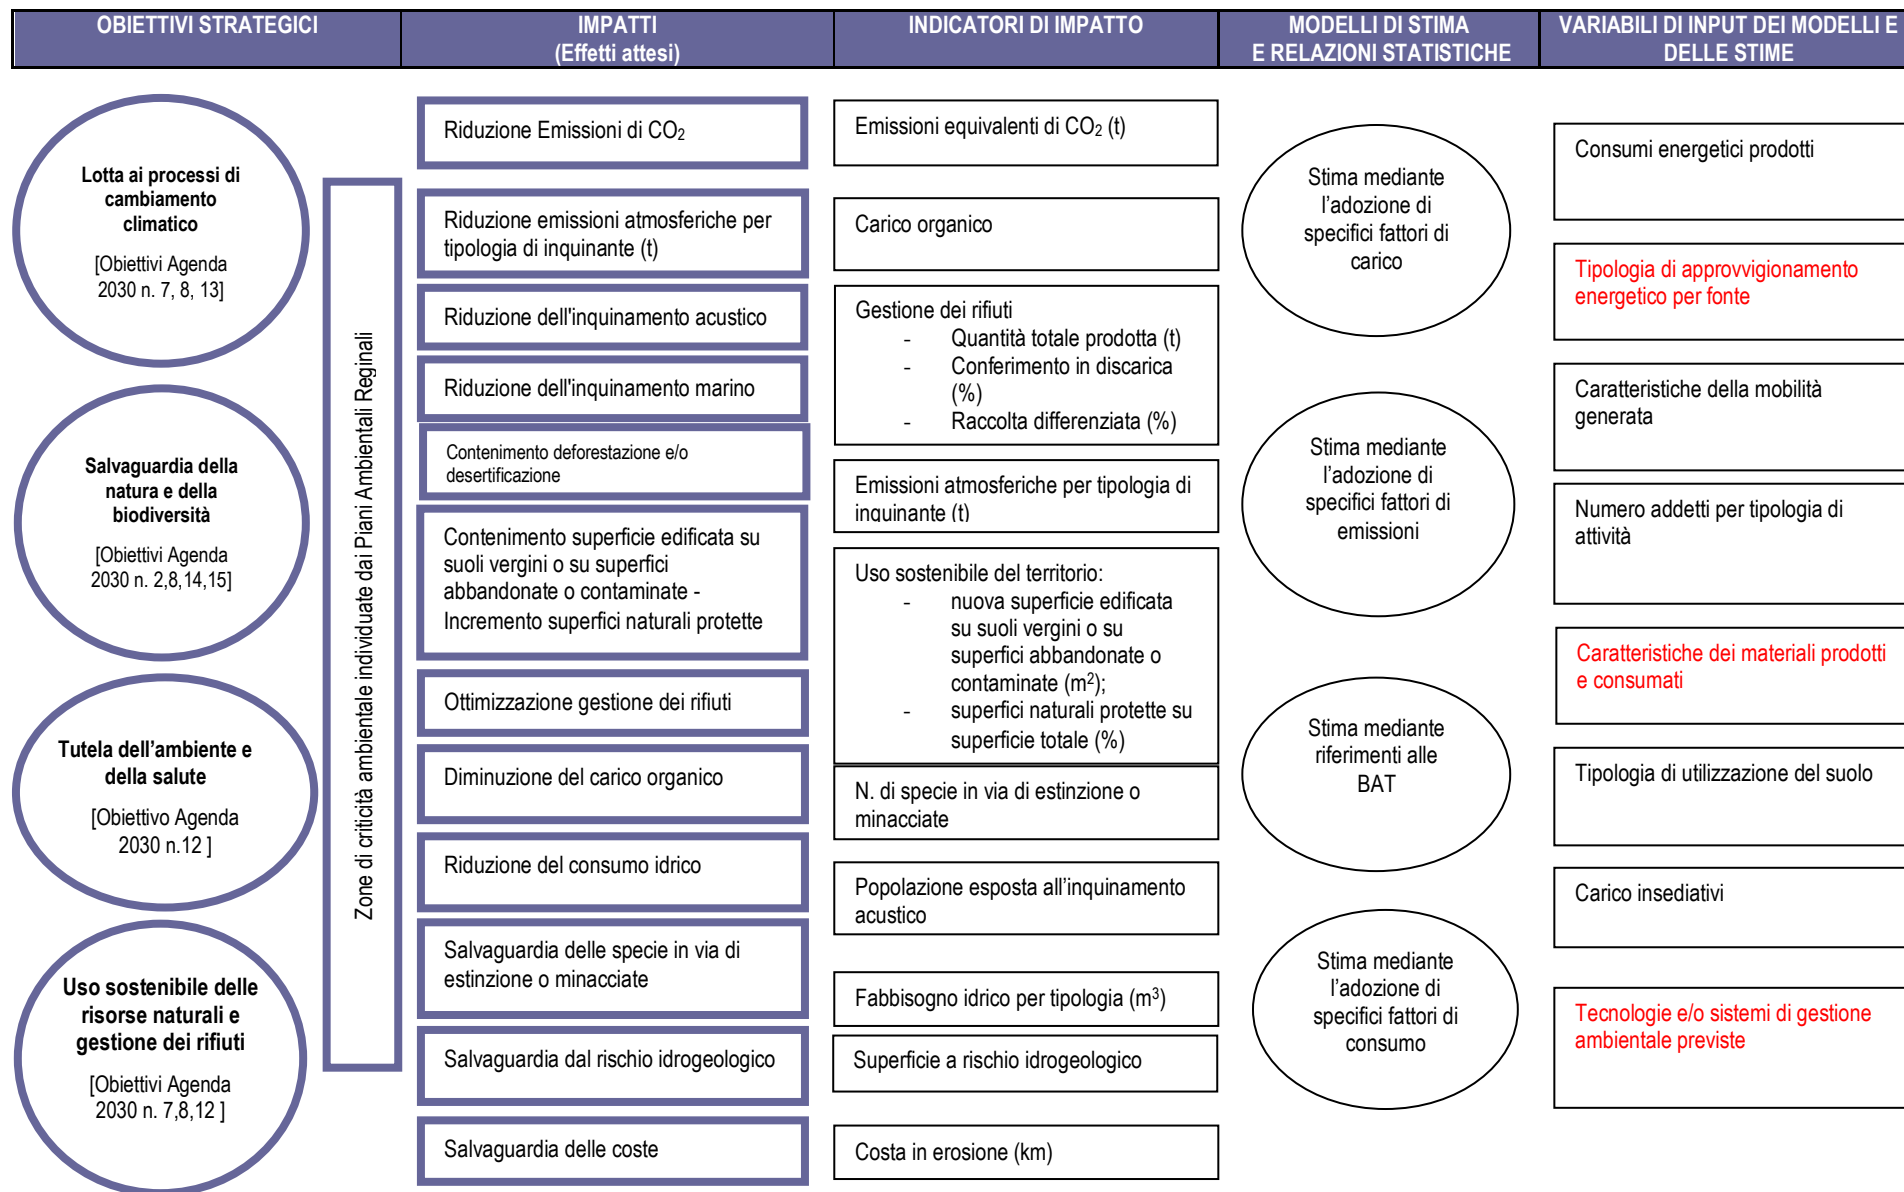 OBIETTIVI STRATEGICI
IMPATTI
(Effetti attesi)
INDICATORI DI IMPATTO
MODELLI DI STIMA
E RELAZIONI STATISTICHE
VARIABILI DI INPUT DEI MODELLI E
DELLE STIME
Lotta ai processi di
cambiamento
climatico
[Obiettivi Agenda
2030 n. 7, 8, 13]
Salvaguardia della
natura e della
biodiversità
[Obiettivi Agenda
2030 n. 2,8,14,15]
Tutela dell’ambiente e
della salute
[Obiettivo Agenda
2030 n.12 ]
Uso sostenibile delle
risorse naturali e
gestione dei rifiuti
[Obiettivi Agenda
2030 n. 7,8,12 ]
Zone di criticità ambientale individuate dai Piani Ambientali Reginali
Riduzione Emissioni di CO2
Riduzione emissioni atmosferiche per
tipologia di inquinante (t)
Riduzione dell'inquinamento acustico
Riduzione dell'inquinamento marino
Contenimento deforestazione e/o
desertificazione
Contenimento superficie edificata su
suoli vergini o su superfici
abbandonate o contaminate -
Incremento superfici naturali protette
Ottimizzazione gestione dei rifiuti
Diminuzione del carico organico
Riduzione del consumo idrico
Salvaguardia delle specie in via di
estinzione o minacciate
Salvaguardia dal rischio idrogeologico
Salvaguardia delle coste
Emissioni equivalenti di CO2 (t)
Carico organico
Gestione dei rifiuti
- Quantità totale prodotta (t)
- Conferimento in discarica
(%)
- Raccolta differenziata (%)
Emissioni atmosferiche per tipologia di
inquinante (t)
Uso sostenibile del territorio:
- nuova superficie edificata
su suoli vergini o su
superfici abbandonate o
contaminate (m2);
- superfici naturali protette su
superficie totale (%)
N. di specie in via di estinzione o
minacciate
Popolazione esposta all’inquinamento
acustico
Fabbisogno idrico per tipologia (m3)
Superficie a rischio idrogeologico
Costa in erosione (km)
Stima mediante
l’adozione di
specifici fattori di
carico
Stima mediante
l’adozione di
specifici fattori di
emissioni
Stima mediante
riferimenti alle
BAT
Stima mediante
l’adozione di
specifici fattori di
consumo
Consumi energetici prodotti
Tipologia di approvvigionamento
energetico per fonte
Caratteristiche della mobilità
generata
Numero addetti per tipologia di
attività
Caratteristiche dei materiali prodotti
e consumati
Tipologia di utilizzazione del suolo
Carico insediativi
Tecnologie e/o sistemi di gestione
ambientale previste